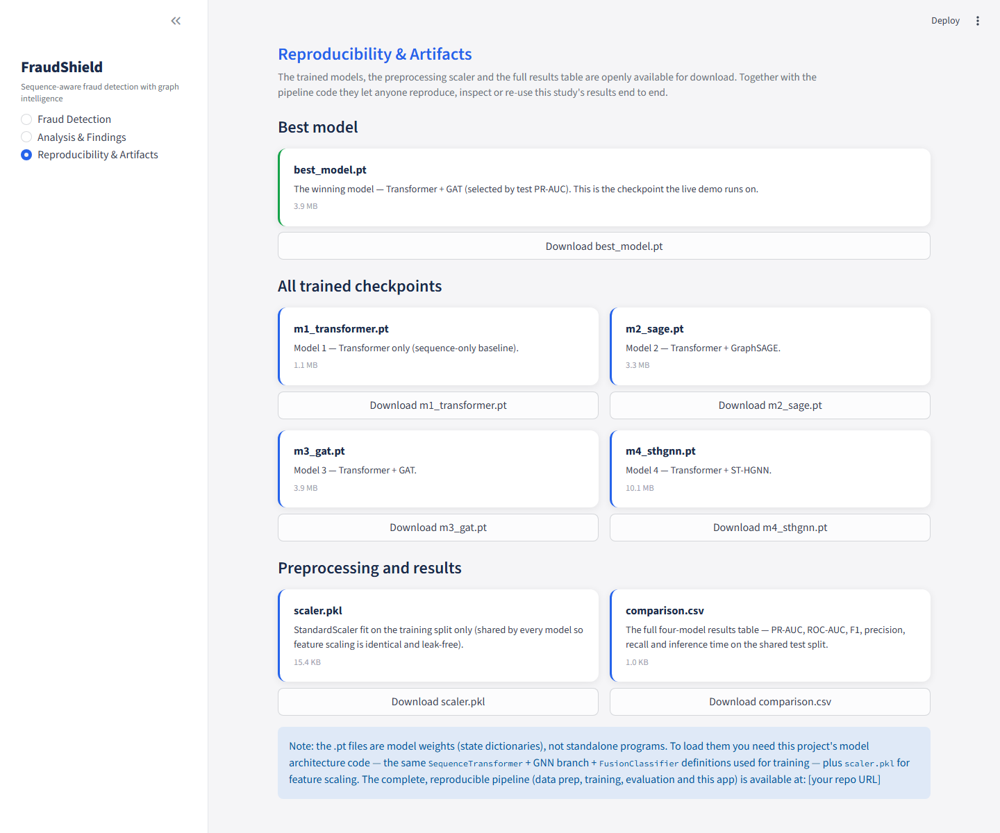 Deploy
FraudShield
Sequence-aware fraud detection with graph
intelligence
Fraud Detection
Analysis & Findings
Reproducibility & Artifacts
Reproducibility & Artifacts
The trained models, the preprocessing scaler and the full results table are openly available for download. Together with the
pipeline code they let anyone reproduce, inspect or re-use this study's results end to end.
Best model
best_model.pt
The winning model — Transformer + GAT (selected by test PR-AUC). This is the checkpoint the live demo runs on.
3.9 MB
Download best_model.pt
All trained checkpoints
m1_transformer.pt
Model 1 — Transformer only (sequence-only baseline).
1.1 MB
Download m1_transformer.pt
m2_sage.pt
Model 2 — Transformer + GraphSAGE.
3.3 MB
Download m2_sage.pt
m3_gat.pt
Model 3 — Transformer + GAT.
3.9 MB
Download m3_gat.pt
m4_sthgnn.pt
Model 4 — Transformer + ST-HGNN.
10.1 MB
Download m4_sthgnn.pt
Preprocessing and results
scaler.pkl
StandardScaler fit on the training split only (shared by every model so
feature scaling is identical and leak-free).
15.4 KB
Download scaler.pkl
comparison.csv
The full four-model results table — PR-AUC, ROC-AUC, F1, precision,
recall and inference time on the shared test split.
1.0 KB
Download comparison.csv
Note: the .pt files are model weights (state dictionaries), not standalone programs. To load them you need this project's model
architecture code — the same SequenceTransformer + GNN branch + FusionClassifier definitions used for training — plus scaler.pkl for
feature scaling. The complete, reproducible pipeline (data prep, training, evaluation and this app) is available at: [your repo URL]